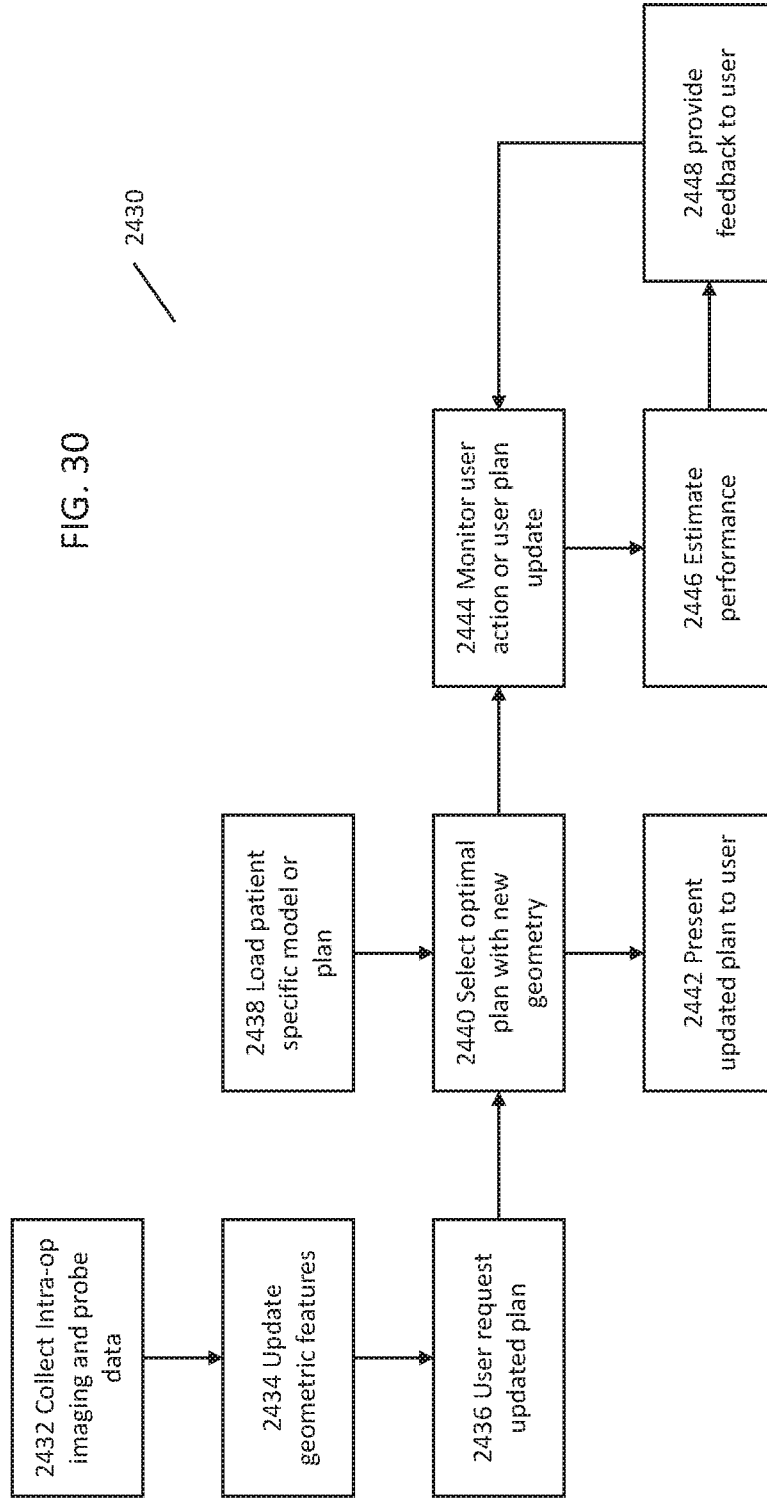 FIG. 30
2430
2432 Collect Intra-op
imaging and probe
data
2434 Update
geometric features
2436 User request
updated plan
2438 Load patient
specific model or
plan
2440 Select optimal
plan with new
geometry
2442 Present
updated plan to user
2444 Monitor user
action or user plan
update
2446 Estimate
performance
2448 provide
feedback to user